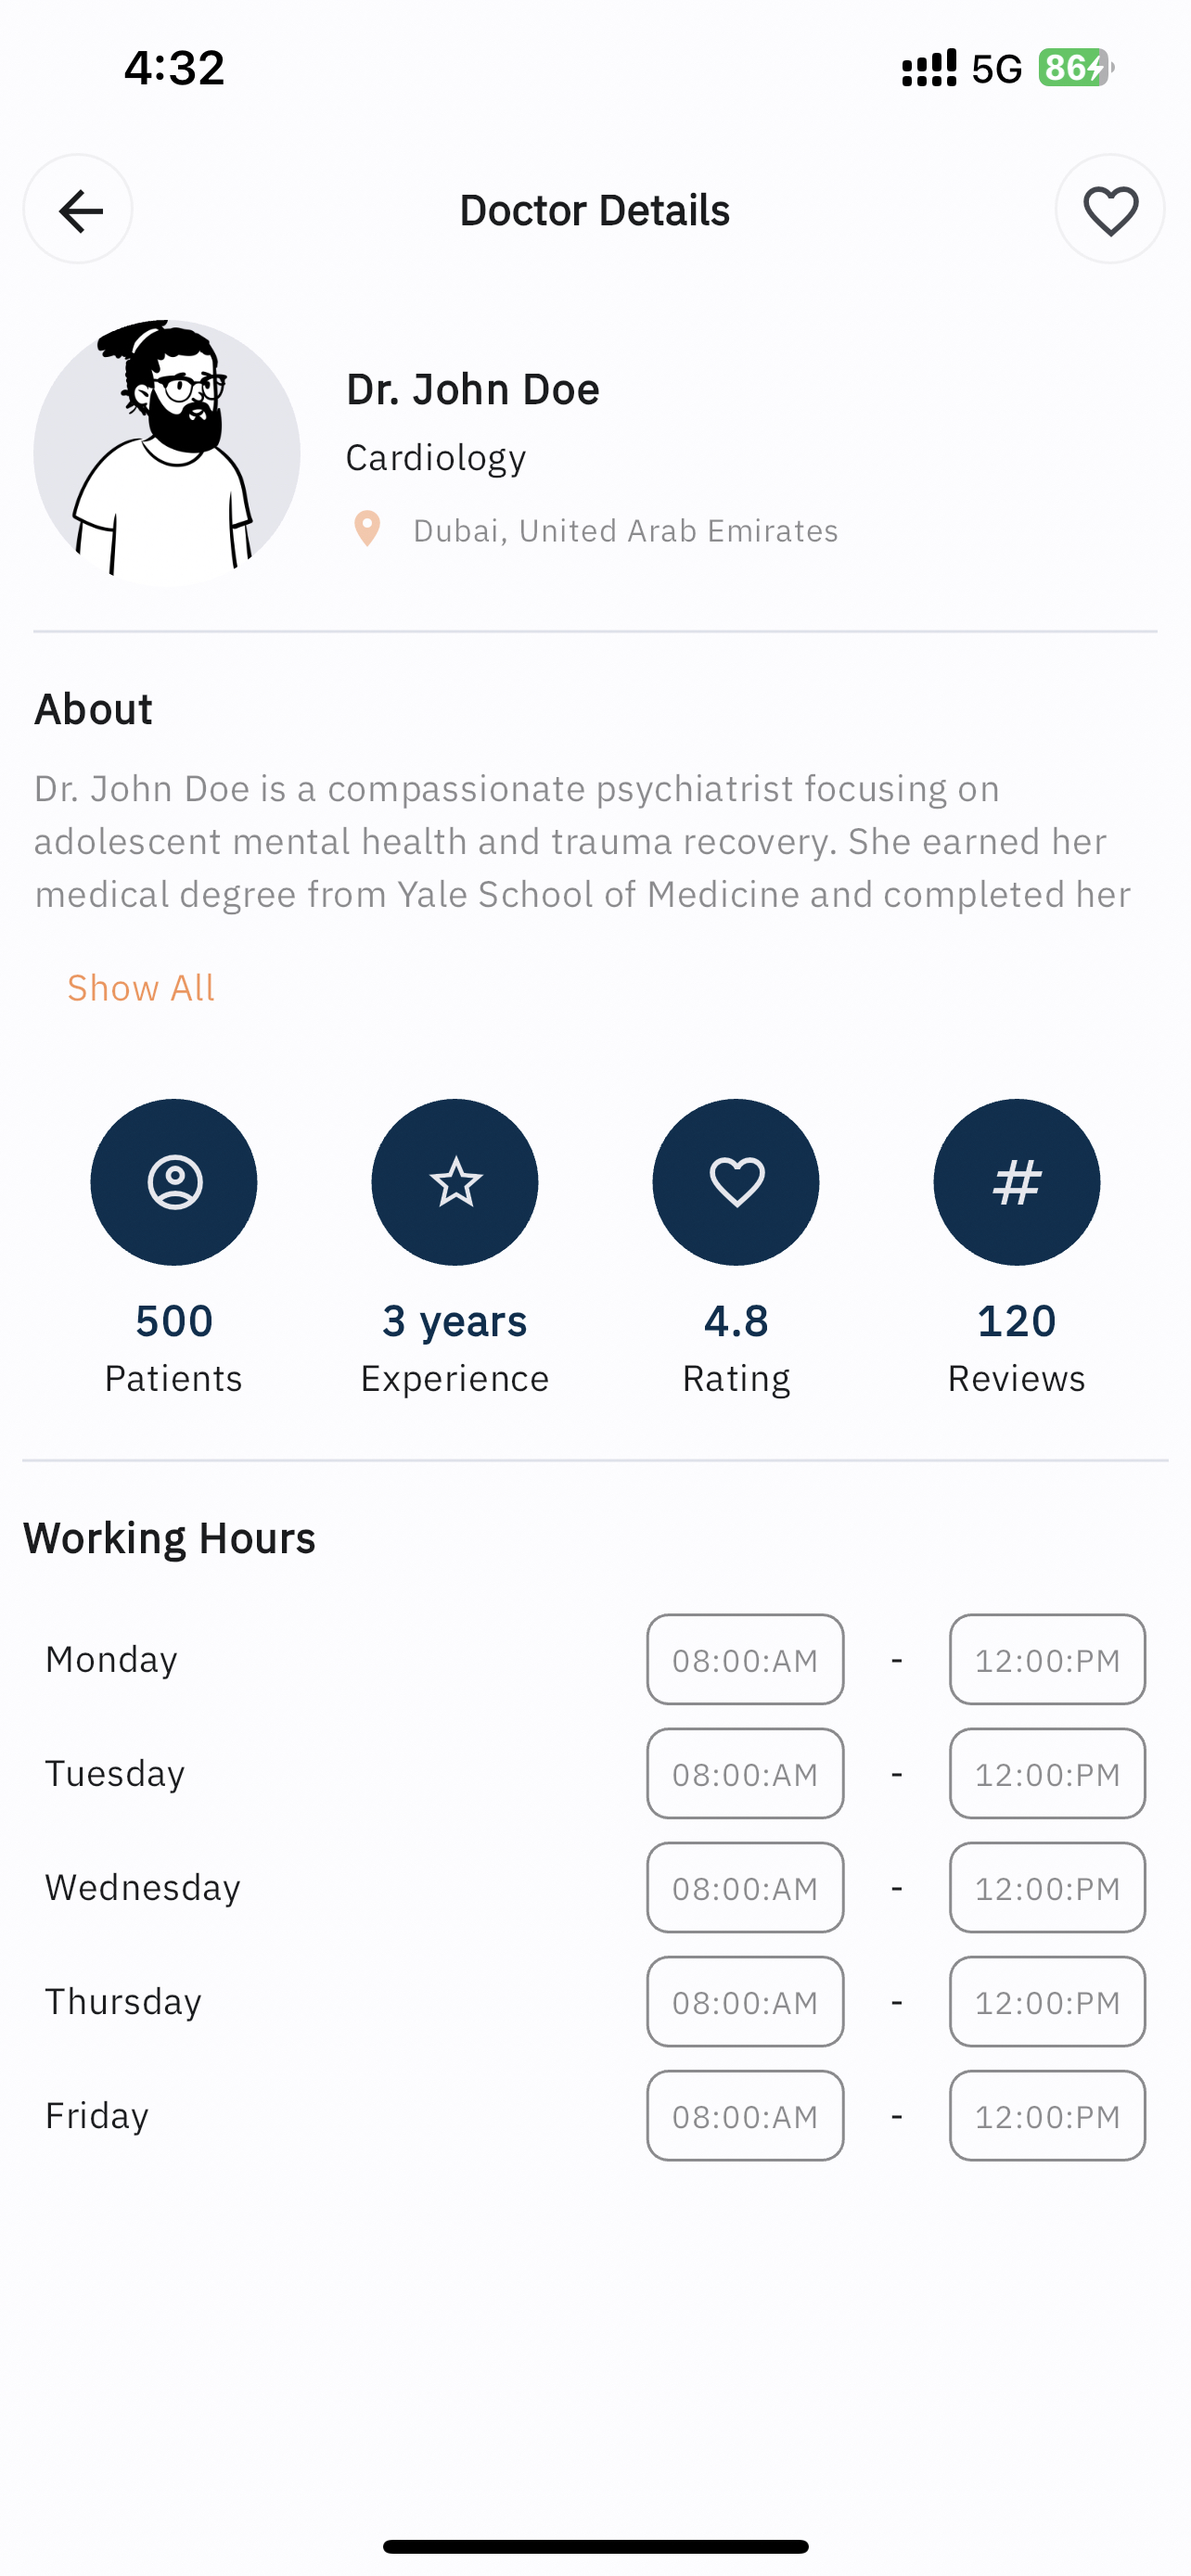 4:32
5G 86
Doctor Details
Dr. John Doe
Cardiology
Dubai, United Arab Emirates
About
Dr. John Doe is a compassionate psychiatrist focusing on
adolescent mental health and trauma recovery. She earned her
medical degree from Yale School of Medicine and completed her
Show All
#
500 3 years 4.8 120
Patients Experience Rating Reviews
Working Hours
Monday 08:00:AM - 12:00:PM
Tuesday 08:00:AM - 12:00:PM
Wednesday 08:00:AM - 12:00:PM
Thursday 08:00:AM - 12:00:PM
Friday 08:00:AM - 12:00:PM